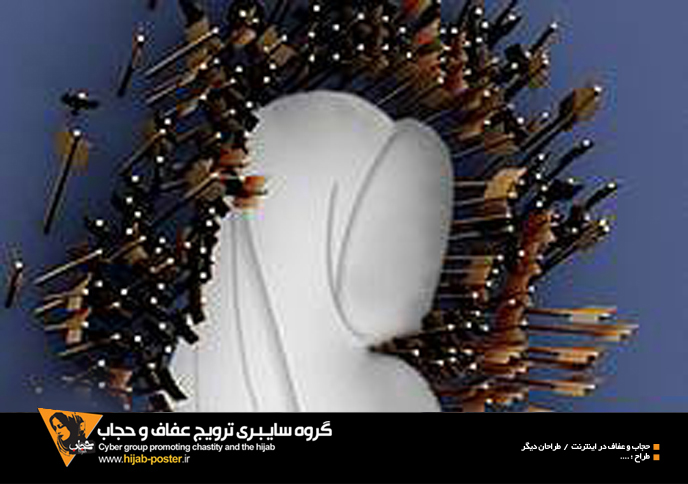 گروه سایبری ترویج عفاف و حجاب
Cyber group promoting chastity and the hijab
www.hijab-poster.ir
حجاب و عفاف در اینترنت / طراحان دیگر
طراح : ....